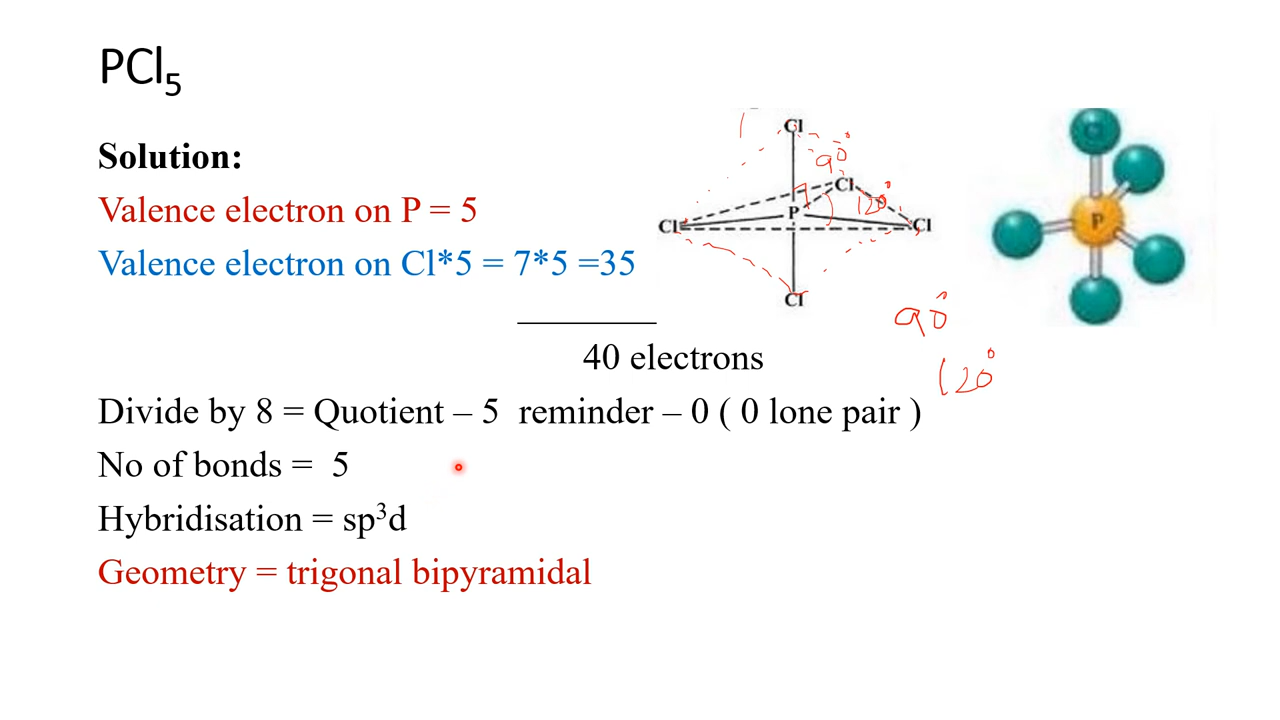 PCl₅
Solution:
Valence electron on P = 5
Valence electron on Cl*5 = 7*5 =35
40 electrons
Divide by 8 = Quotient – 5 reminder – 0 ( 0 lone pair )
No of bonds = 5
Hybridisation = sp³d
Geometry = trigonal bipyramidal
Cl
90°
Cl
120°
P
Cl
Cl
Cl
90°
120°
P